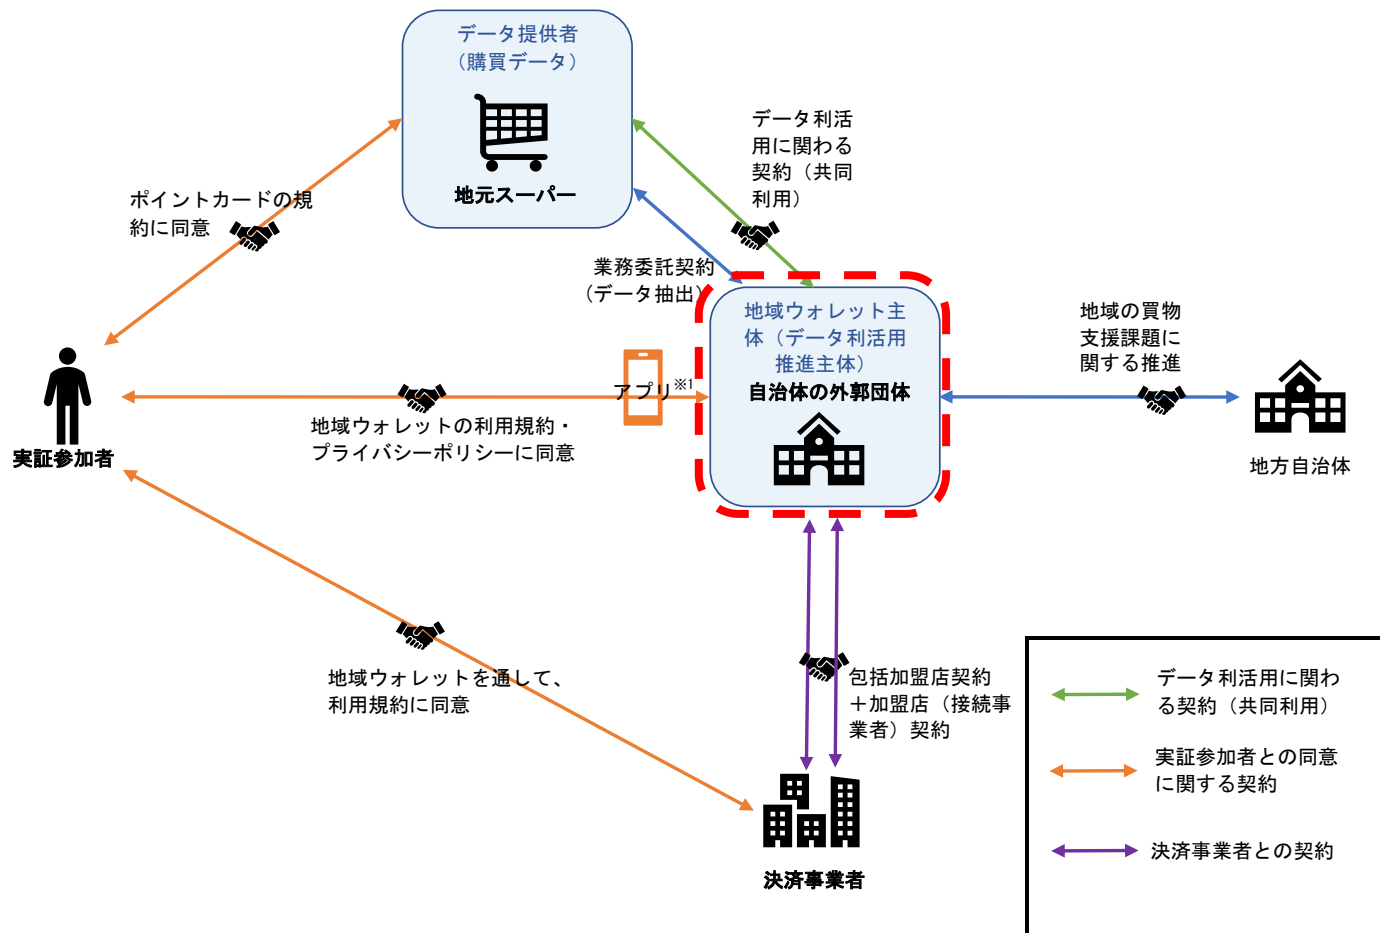 データ提供者
（購買データ）
地元スーパー
データ利活
用に関わる
契約（共同
利用）
ポイントカードの規
約に同意
業務委託契約
（データ抽出）
地域ウォレット主
体（データ利活用
推進主体）
自治体の外郭団体
地域の買物
支援課題に
関する推進
アプリ※1
地域ウォレットの利用規約・
プライバシーポリシーに同意
実証参加者
地方自治体
地域ウォレットを通して、
利用規約に同意
包括加盟店契約
＋加盟店（接続事
業者）契約
決済事業者
データ利活用に関わ
る契約（共同利用）
実証参加者との同意
に関する契約
決済事業者との契約